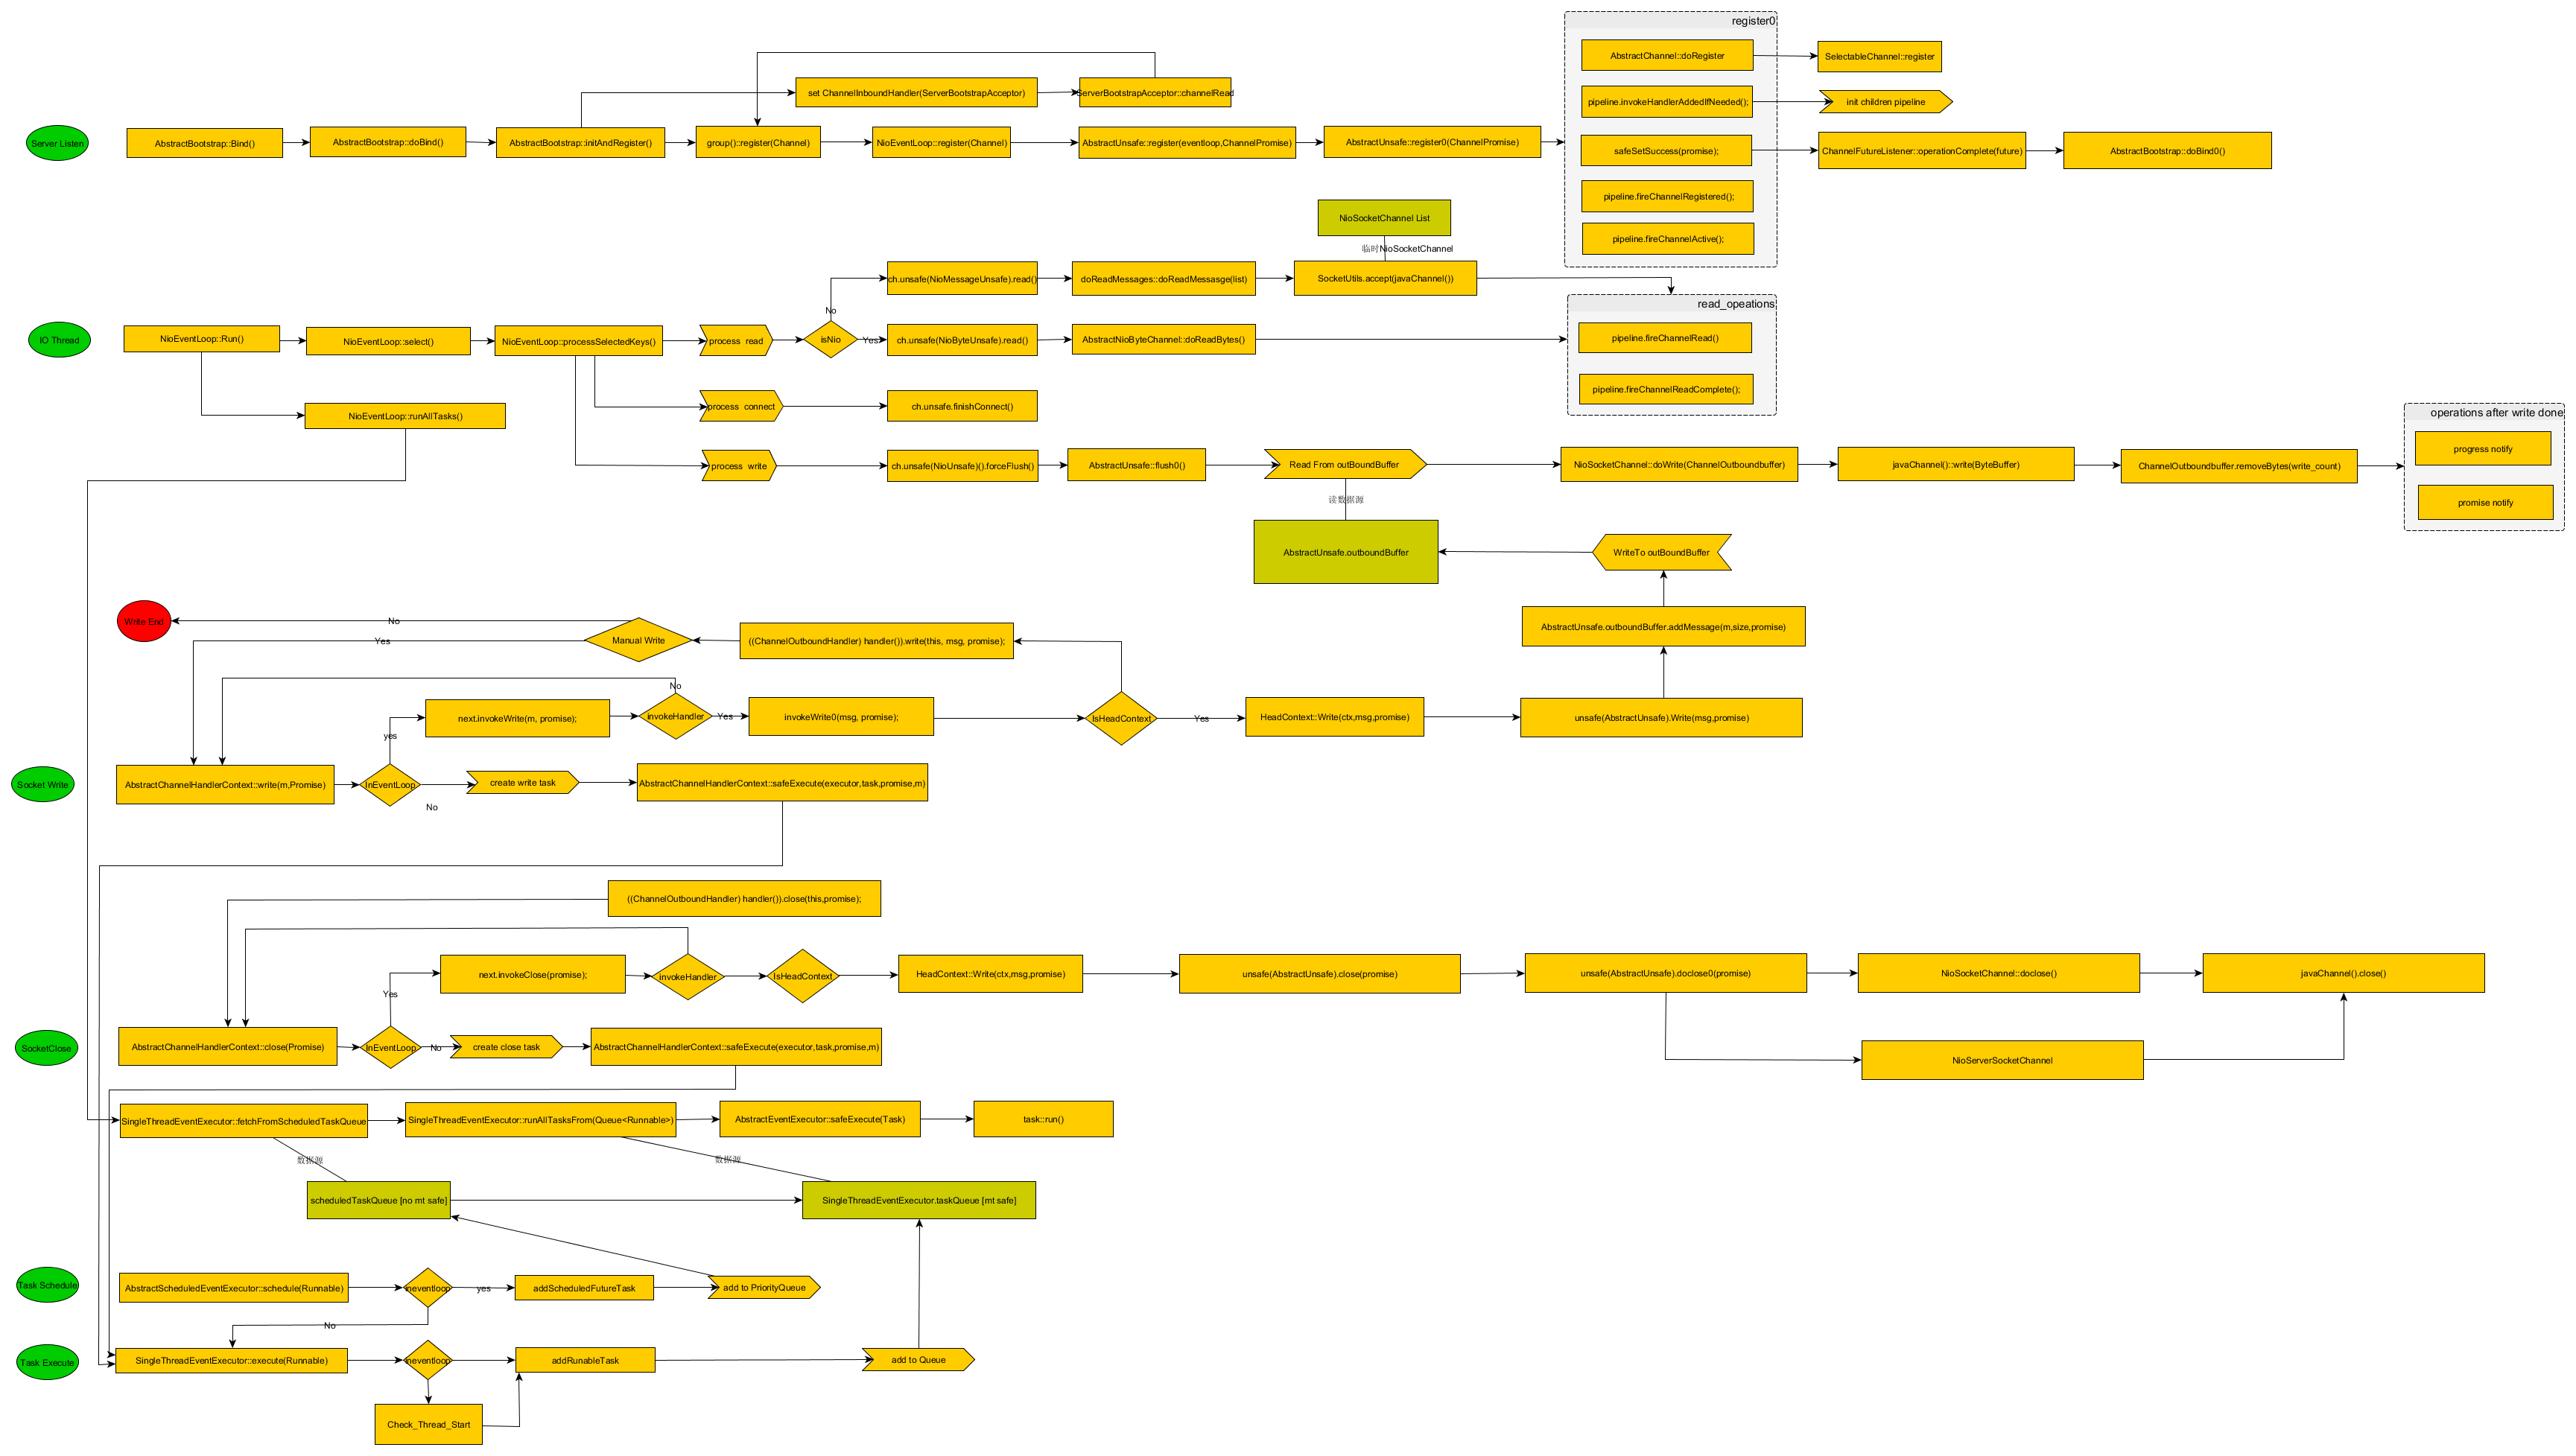 register0
AbstractChannel::doRegister
SelectableChannel::register
set ChannelInboundHandler(ServerBootstrapAcceptor)
ServerBootstrapAcceptor::channelRead
pipeline.invokeHandlerAddedIfNeeded();
init children pipeline
Server Listen
AbstractBootstrap::Bind()
AbstractBootstrap::doBind()
AbstractBootstrap::initAndRegister()
group()::register(Channel)
NioEventLoop::register(Channel)
AbstractUnsafe::register(eventloop,ChannelPromise)
AbstractUnsafe::register0(ChannelPromise)
safeSetSuccess(promise);
ChannelFutureListener::operationComplete(future)
AbstractBootstrap::doBind0()
pipeline.fireChannelRegistered();
pipeline.fireChannelActive();
NioSocketChannel List
临时NioSocketChannel
ch.unsafe(NioMessageUnsafe).read()
doReadMessages::doReadMessasge(list)
SocketUtils.accept(javaChannel())
No
read_opeations
IO Thread
NioEventLoop::Run()
NioEventLoop::select()
NioEventLoop::processSelectedKeys()
process read
isNio
Yes
ch.unsafe(NioByteUnsafe).read()
AbstractNioByteChannel::doReadBytes()
pipeline.fireChannelRead()
pipeline.fireChannelReadComplete();
NioEventLoop::runAllTasks()
process connect
ch.unsafe.finishConnect()
operations after write done
progress notify
process write
ch.unsafe(NioUnsafe)().forceFlush()
AbstractUnsafe::flush0()
Read From outBoundBuffer
NioSocketChannel::doWrite(ChannelOutboundbuffer)
javaChannel()::write(ByteBuffer)
ChannelOutboundbuffer.removeBytes(write_count)
promise notify
读数据源
AbstractUnsafe.outboundBuffer
WriteTo outBoundBuffer
Write End
No
Manual Write
Yes
((ChannelOutboundHandler) handler()).write(this, msg, promise);
AbstractUnsafe.outboundBuffer.addMessage(m,size,promise)
No
next.invokeWrite(m, promise);
invokeHandler
Yes
invokeWrite0(msg, promise);
IsHeadContext
Yes
HeadContext::Write(ctx,msg,promise)
unsafe(AbstractUnsafe).Write(msg,promise)
yes
Socket Write
AbstractChannelHandlerContext::write(m,Promise)
InEventLoop
create write task
AbstractChannelHandlerContext::safeExecute(executor,task,promise,m)
No
((ChannelOutboundHandler) handler()).close(this,promise);
next.invokeClose(promise);
invokeHandler
IsHeadContext
HeadContext::Write(ctx,msg,promise)
unsafe(AbstractUnsafe).close(promise)
unsafe(AbstractUnsafe).doclose0(promise)
NioSocketChannel::doclose()
javaChannel().close()
Yes
SocketClose
AbstractChannelHandlerContext::close(Promise)
InEventLoop
No
create close task
AbstractChannelHandlerContext::safeExecute(executor,task,promise,m)
NioServerSocketChannel
SingleThreadEventExecutor::fetchFromScheduledTaskQueue
SingleThreadEventExecutor::runAllTasksFrom(Queue<Runnable>)
AbstractEventExecutor::safeExecute(Task)
task::run()
数据源
数据源
scheduledTaskQueue [no mt safe]
SingleThreadEventExecutor.taskQueue [mt safe]
Task Schedule
AbstractScheduledEventExecutor::schedule(Runnable)
ineventloop
yes
addScheduledFutureTask
add to PriorityQueue
No
Task Execute
SingleThreadEventExecutor::execute(Runnable)
ineventloop
addRunableTask
add to Queue
Check_Thread_Start